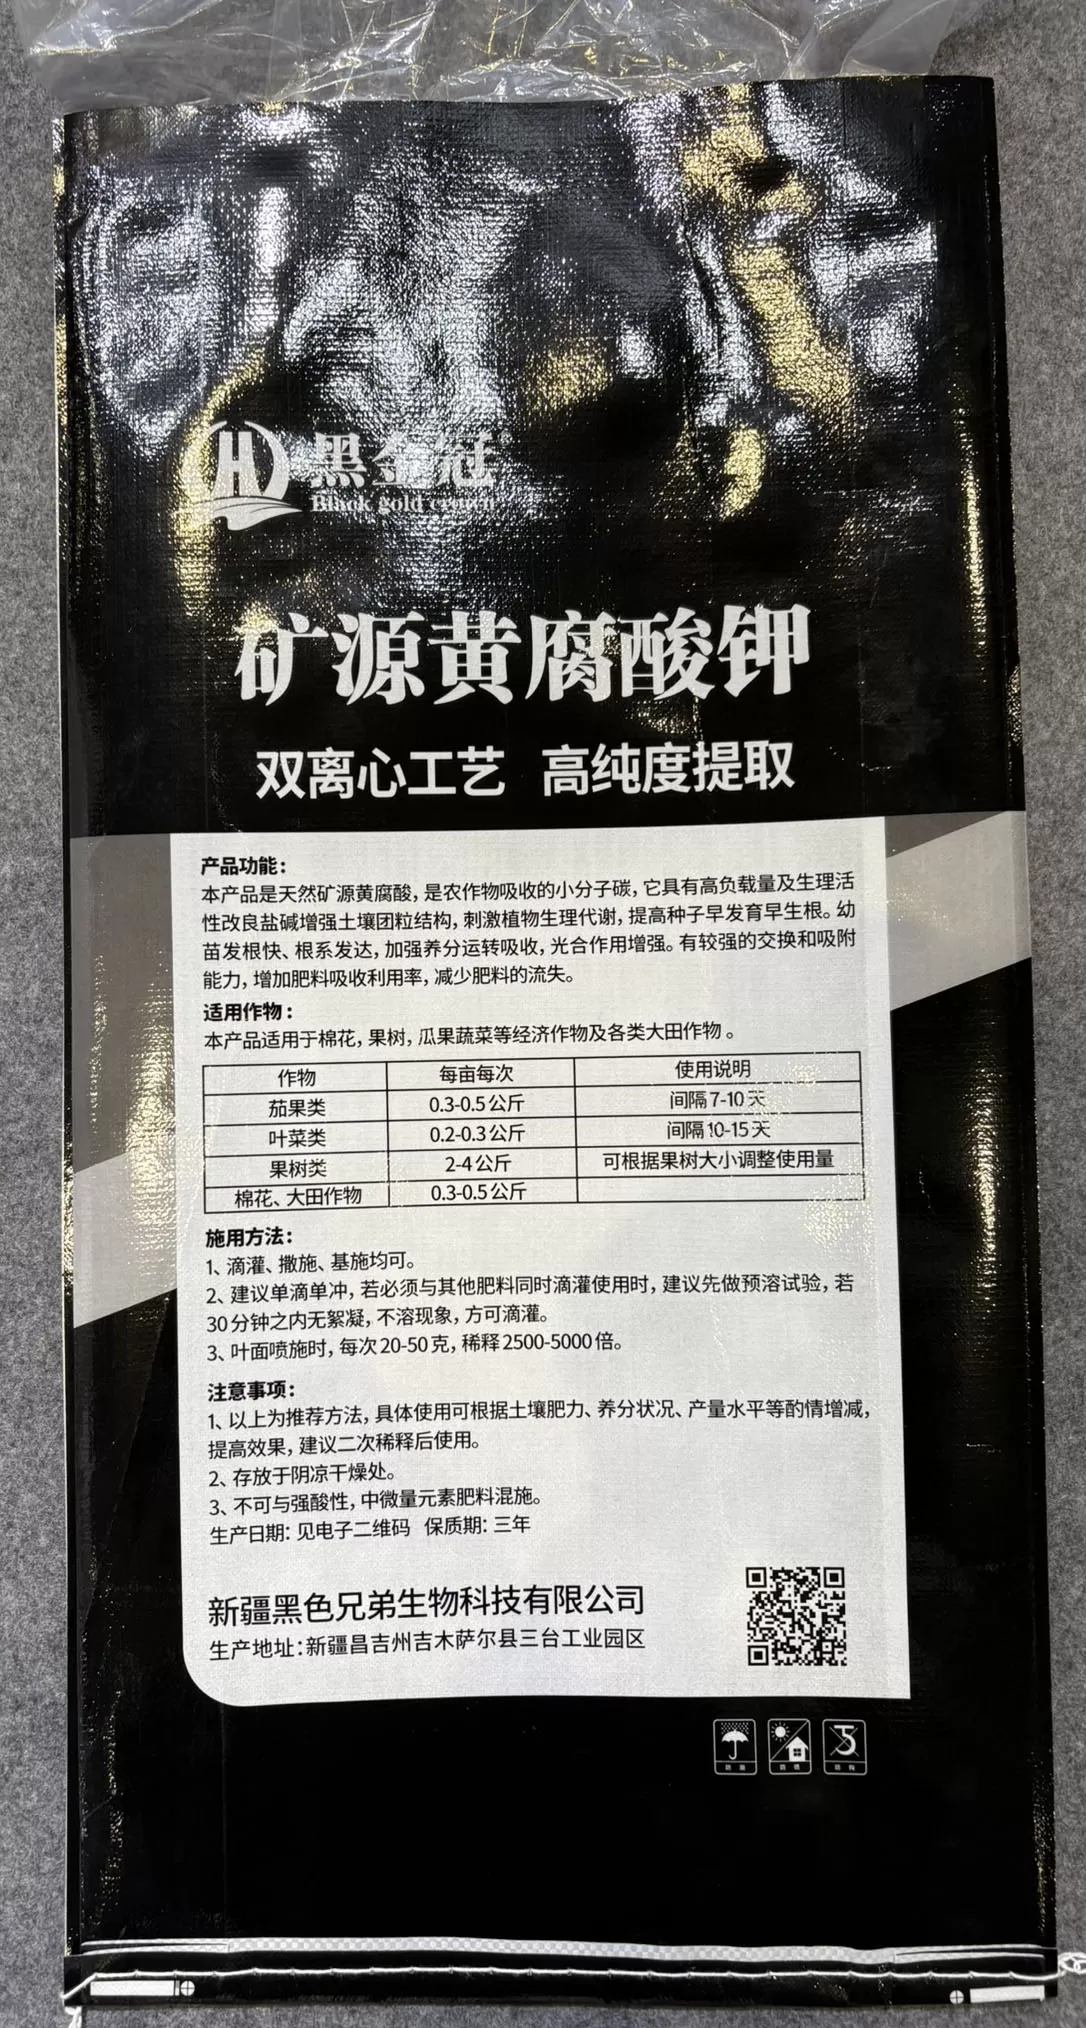 黑金冠
Black gold crown
矿源黄腐酸钾
双离心工艺 高纯度提取
产品功能：
本产品是天然矿源黄腐酸，是农作物吸收的小分子碳，它具有高负载量及生理活
性改良盐碱增强土壤团粒结构，刺激植物生理代谢，提高种子早发育早生根。幼
苗发根快、根系发达，加强养分运转吸收，光合作用增强。有较强的交换和吸附
能力，增加肥料吸收利用率，减少肥料的流失。
适用作物：
本产品适用于棉花，果树，瓜果蔬菜等经济作物及各类大田作物。
作物 每亩每次 使用说明
茄果类 0.3-0.5公斤 间隔7-10天
叶菜类 0.2-0.3公斤 间隔10-15天
果树类 2-4公斤 可根据果树大小调整使用量
棉花、大田作物 0.3-0.5公斤
施用方法：
1、滴灌、撒施、基施均可。
2、建议单滴单冲，若必须与其他肥料同时滴灌使用时，建议先做预溶试验，若
30分钟之内无絮凝，不溶现象，方可滴灌。
3、叶面喷施时，每次20-50克，稀释2500-5000倍。
注意事项：
1、以上为推荐方法，具体使用可根据土壤肥力、养分状况、产量水平等酌情增减，
提高效果，建议二次稀释后使用。
2、存放于阴凉干燥处。
3、不可与强酸性，中微量元素肥料混施。
生产日期：见电子二维码 保质期：三年
新疆黑色兄弟生物科技有限公司
生产地址：新疆昌吉州吉木萨尔县三台工业园区